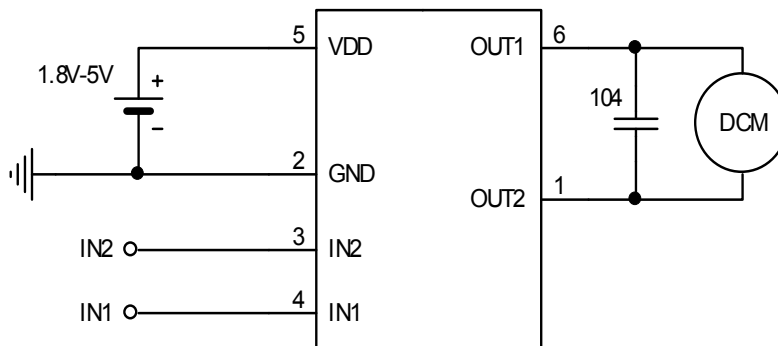 5 VDD OUT1 6
1.8V-5V + 104 DCM
−
2 GND
OUT2 1
IN2 3 IN2
IN1 4 IN1